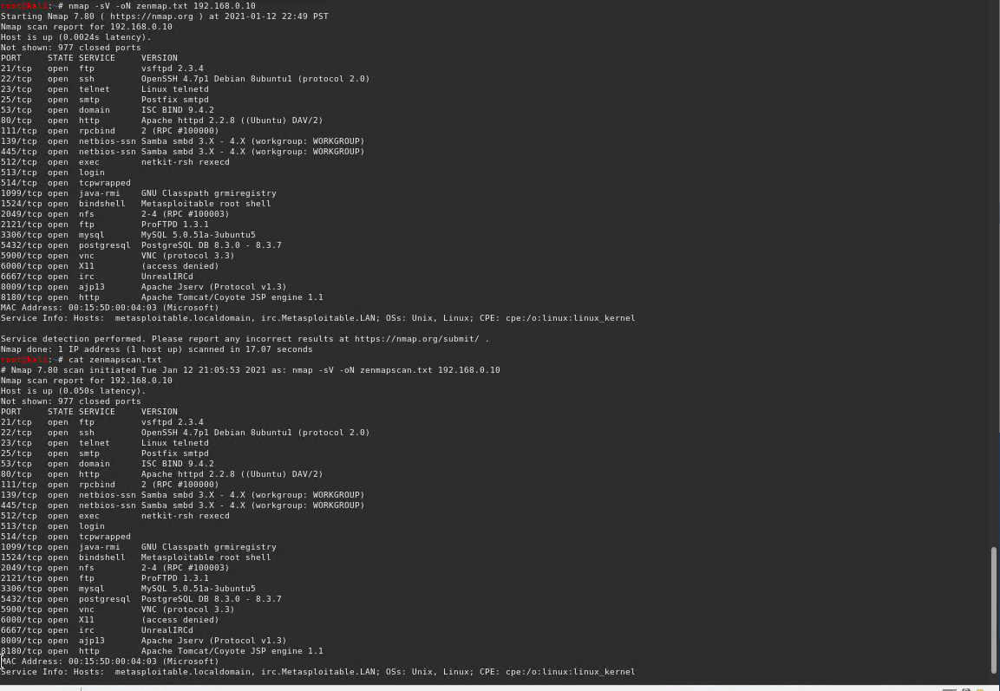 root@kali:~# nmap -sV -oN zenmap.txt 192.168.0.10
Starting Nmap 7.80 ( https://nmap.org ) at 2021-01-12 22:49 PST
Nmap scan report for 192.168.0.10
Host is up (0.0024s latency).
Not shown: 977 closed ports
PORT     STATE SERVICE     VERSION
21/tcp   open  ftp         vsftpd 2.3.4
22/tcp   open  ssh         OpenSSH 4.7p1 Debian 8ubuntu1 (protocol 2.0)
23/tcp   open  telnet      Linux telnetd
25/tcp   open  smtp        Postfix smtpd
53/tcp   open  domain      ISC BIND 9.4.2
80/tcp   open  http        Apache httpd 2.2.8 ((Ubuntu) DAV/2)
111/tcp  open  rpcbind     2 (RPC #100000)
139/tcp  open  netbios-ssn Samba smbd 3.X - 4.X (workgroup: WORKGROUP)
445/tcp  open  netbios-ssn Samba smbd 3.X - 4.X (workgroup: WORKGROUP)
512/tcp  open  exec        netkit-rsh rexecd
513/tcp  open  login
514/tcp  open  tcpwrapped
1099/tcp open  java-rmi    GNU Classpath grmiregistry
1524/tcp open  bindshell   Metasploitable root shell
2049/tcp open  nfs         2-4 (RPC #100003)
2121/tcp open  ftp         ProFTPD 1.3.1
3306/tcp open  mysql       MySQL 5.0.51a-3ubuntu5
5432/tcp open  postgresql  PostgreSQL DB 8.3.0 - 8.3.7
5900/tcp open  vnc         VNC (protocol 3.3)
6000/tcp open  X11         (access denied)
6667/tcp open  irc         UnrealIRCd
8009/tcp open  ajp13       Apache Jserv (Protocol v1.3)
8180/tcp open  http        Apache Tomcat/Coyote JSP engine 1.1
MAC Address: 00:15:5D:00:04:03 (Microsoft)
Service Info: Hosts:  metasploitable.localdomain, irc.Metasploitable.LAN; OSs: Unix, Linux; CPE: cpe:/o:linux:linux_kernel
Service detection performed. Please report any incorrect results at https://nmap.org/submit/ .
Nmap done: 1 IP address (1 host up) scanned in 17.07 seconds
root@kali:~# cat zenmapscan.txt
# Nmap 7.80 scan initiated Tue Jan 12 21:05:53 2021 as: nmap -sV -oN zenmapscan.txt 192.168.0.10
Nmap scan report for 192.168.0.10
Host is up (0.050s latency).
Not shown: 977 closed ports
PORT     STATE SERVICE     VERSION
21/tcp   open  ftp         vsftpd 2.3.4
22/tcp   open  ssh         OpenSSH 4.7p1 Debian 8ubuntu1 (protocol 2.0)
23/tcp   open  telnet      Linux telnetd
25/tcp   open  smtp        Postfix smtpd
53/tcp   open  domain      ISC BIND 9.4.2
80/tcp   open  http        Apache httpd 2.2.8 ((Ubuntu) DAV/2)
111/tcp  open  rpcbind     2 (RPC #100000)
139/tcp  open  netbios-ssn Samba smbd 3.X - 4.X (workgroup: WORKGROUP)
445/tcp  open  netbios-ssn Samba smbd 3.X - 4.X (workgroup: WORKGROUP)
512/tcp  open  exec        netkit-rsh rexecd
513/tcp  open  login
514/tcp  open  tcpwrapped
1099/tcp open  java-rmi    GNU Classpath grmiregistry
1524/tcp open  bindshell   Metasploitable root shell
2049/tcp open  nfs         2-4 (RPC #100003)
2121/tcp open  ftp         ProFTPD 1.3.1
3306/tcp open  mysql       MySQL 5.0.51a-3ubuntu5
5432/tcp open  postgresql  PostgreSQL DB 8.3.0 - 8.3.7
5900/tcp open  vnc         VNC (protocol 3.3)
6000/tcp open  X11         (access denied)
6667/tcp open  irc         UnrealIRCd
8009/tcp open  ajp13       Apache Jserv (Protocol v1.3)
8180/tcp open  http        Apache Tomcat/Coyote JSP engine 1.1
MAC Address: 00:15:5D:00:04:03 (Microsoft)
Service Info: Hosts:  metasploitable.localdomain, irc.Metasploitable.LAN; OSs: Unix, Linux; CPE: cpe:/o:linux:linux_kernel